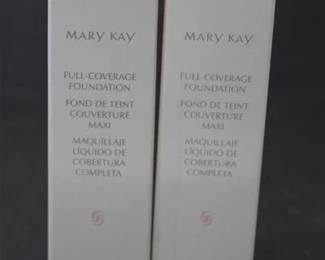 MARY KAY
FULL-COVERAGE
FOUNDATION
FOND DE TEINT
COUVERTURE
MAXI
MAQUILLAJE
LÍQUIDO DE
COBERTURA
COMPLETA
MARY KAY
FULL-COVERAGE
FOUNDATION
FOND DE TEINT
COUVERTURE
MAXI
MAQUILLAJE
LÍQUIDO DE
COBERTURA
COMPLETA